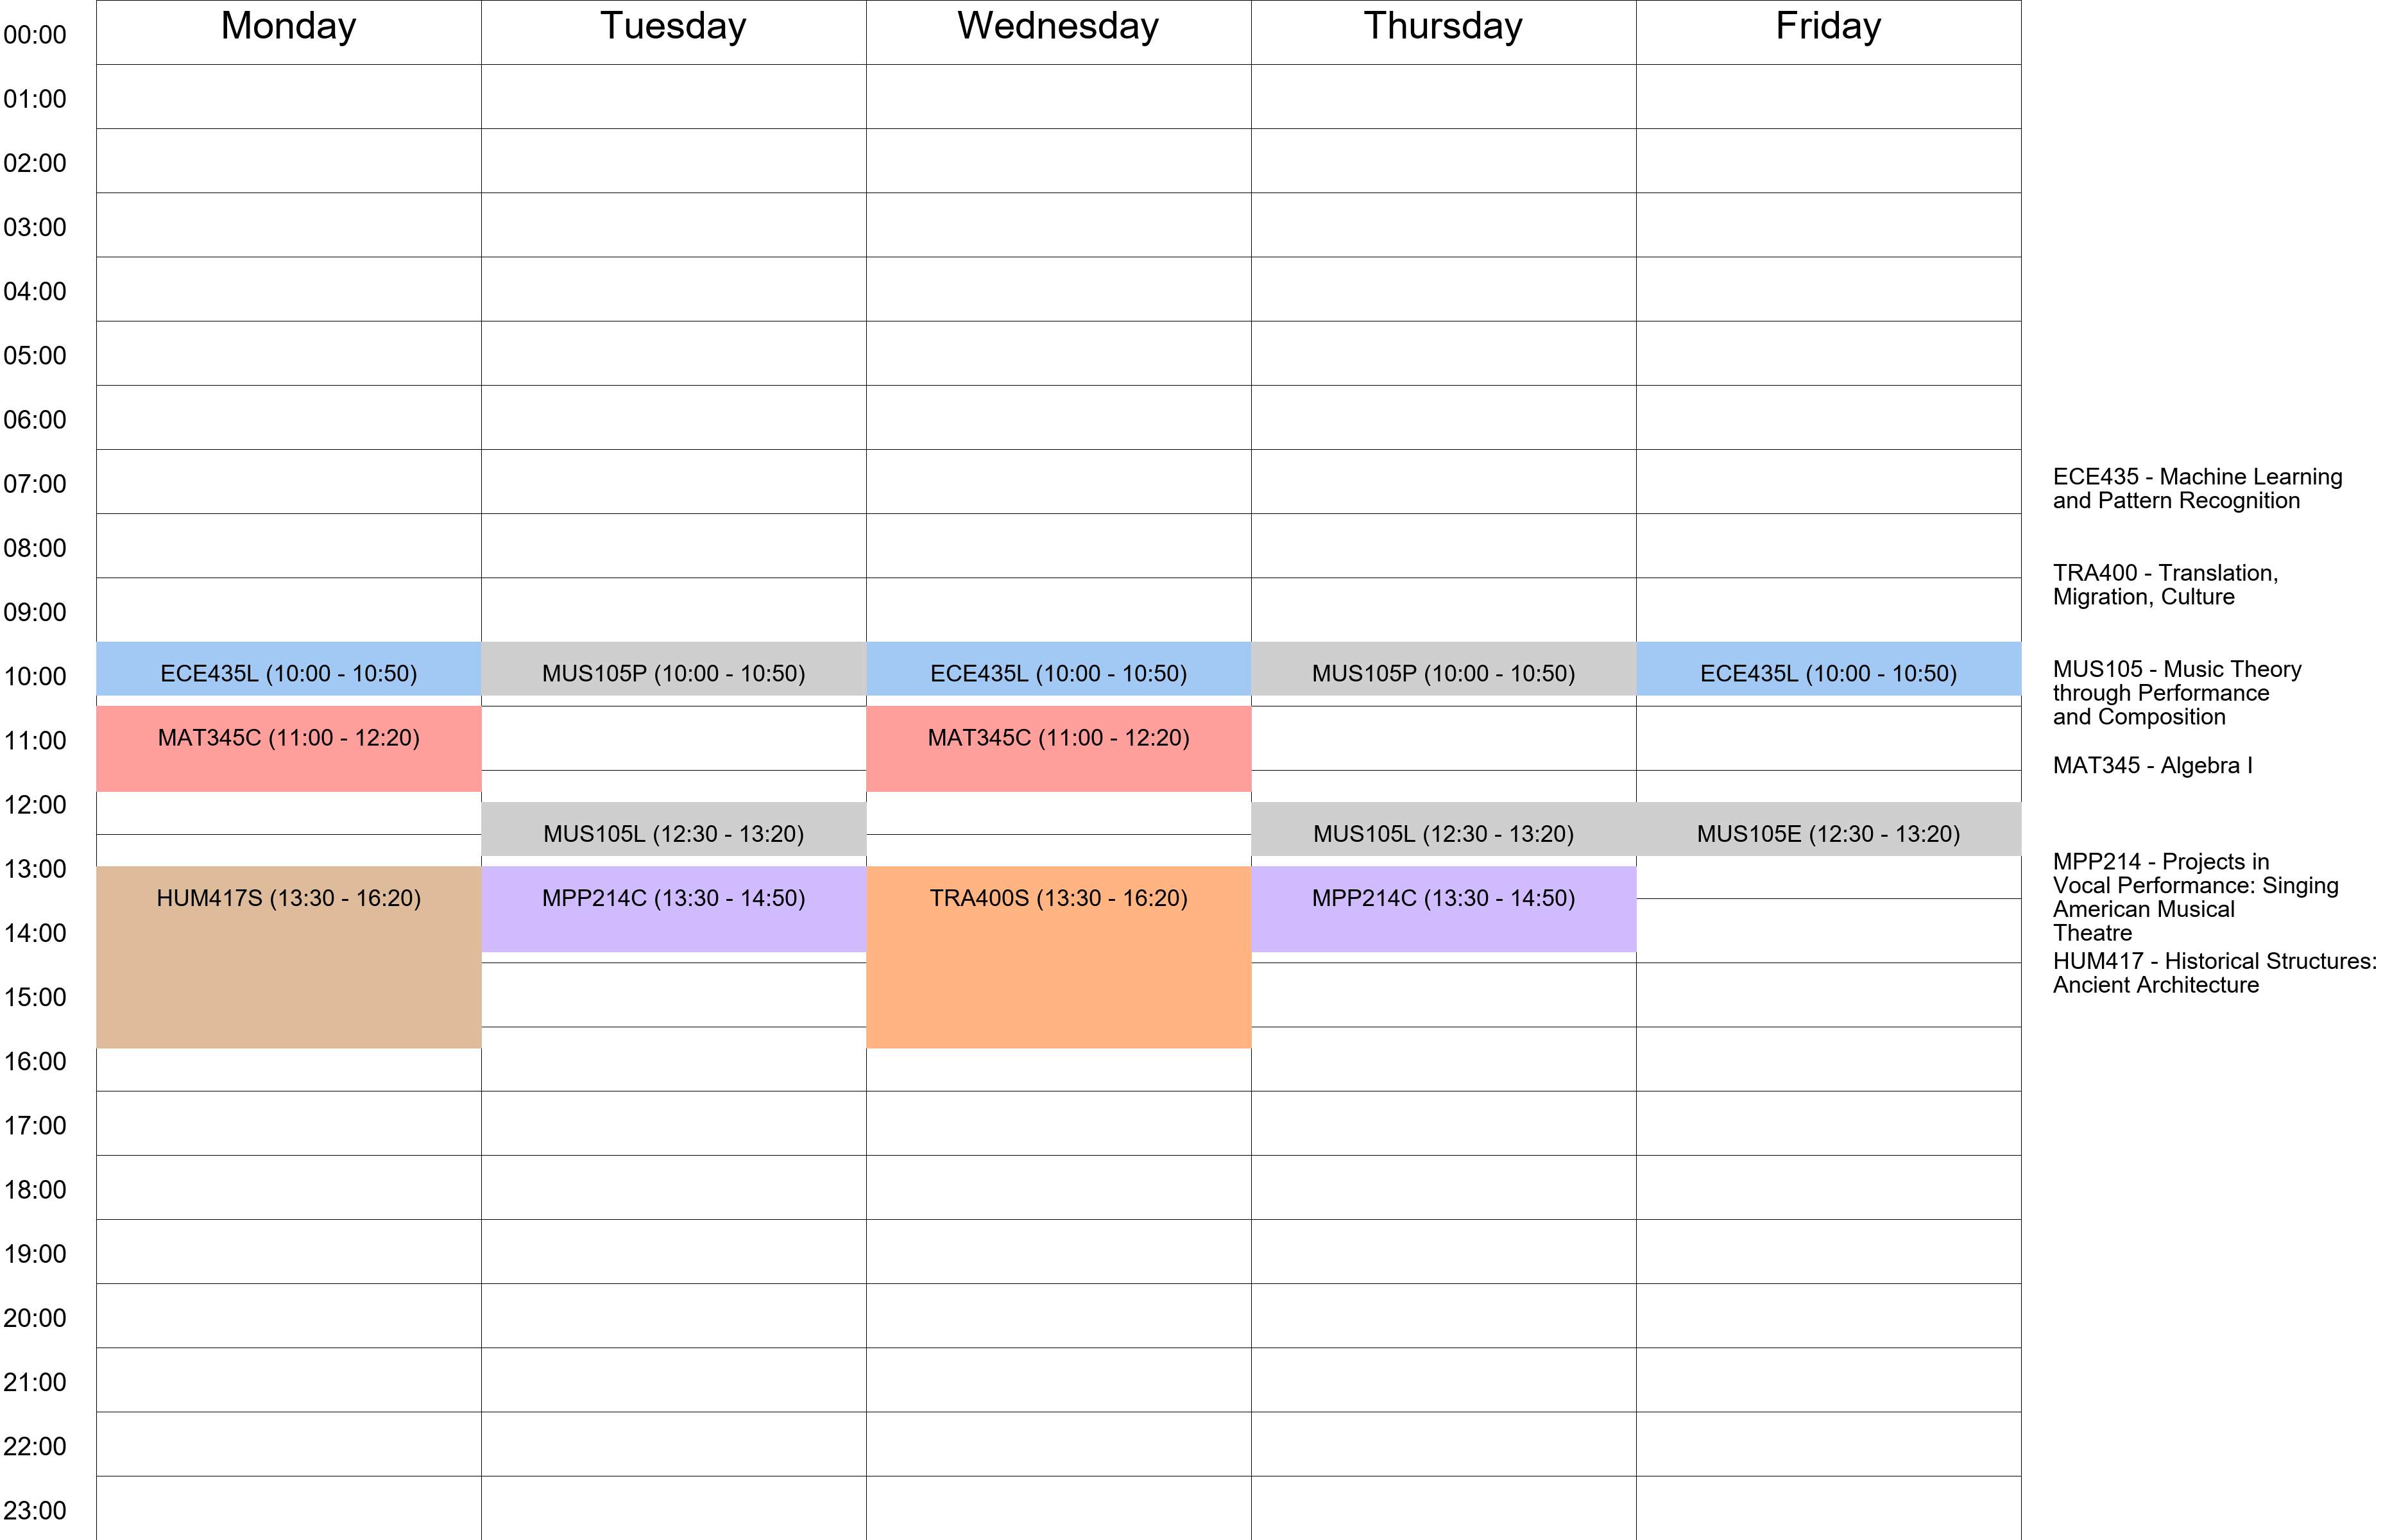 Monday Tuesday Wednesday Thursday Friday
00:00
01:00
02:00
03:00
04:00
05:00
06:00
07:00
08:00
09:00
10:00
11:00
12:00
13:00
14:00
15:00
16:00
17:00
18:00
19:00
20:00
21:00
22:00
23:00
ECE435L (10:00 - 10:50) MUS105P (10:00 - 10:50) ECE435L (10:00 - 10:50) MUS105P (10:00 - 10:50) ECE435L (10:00 - 10:50)
MAT345C (11:00 - 12:20) MAT345C (11:00 - 12:20)
MUS105L (12:30 - 13:20) MUS105L (12:30 - 13:20) MUS105E (12:30 - 13:20)
HUM417S (13:30 - 16:20) MPP214C (13:30 - 14:50) TRA400S (13:30 - 16:20) MPP214C (13:30 - 14:50)
ECE435 - Machine Learning
and Pattern Recognition
TRA400 - Translation,
Migration, Culture
MUS105 - Music Theory
through Performance
and Composition
MAT345 - Algebra I
MPP214 - Projects in
Vocal Performance: Singing
American Musical
Theatre
HUM417 - Historical Structures:
Ancient Architecture